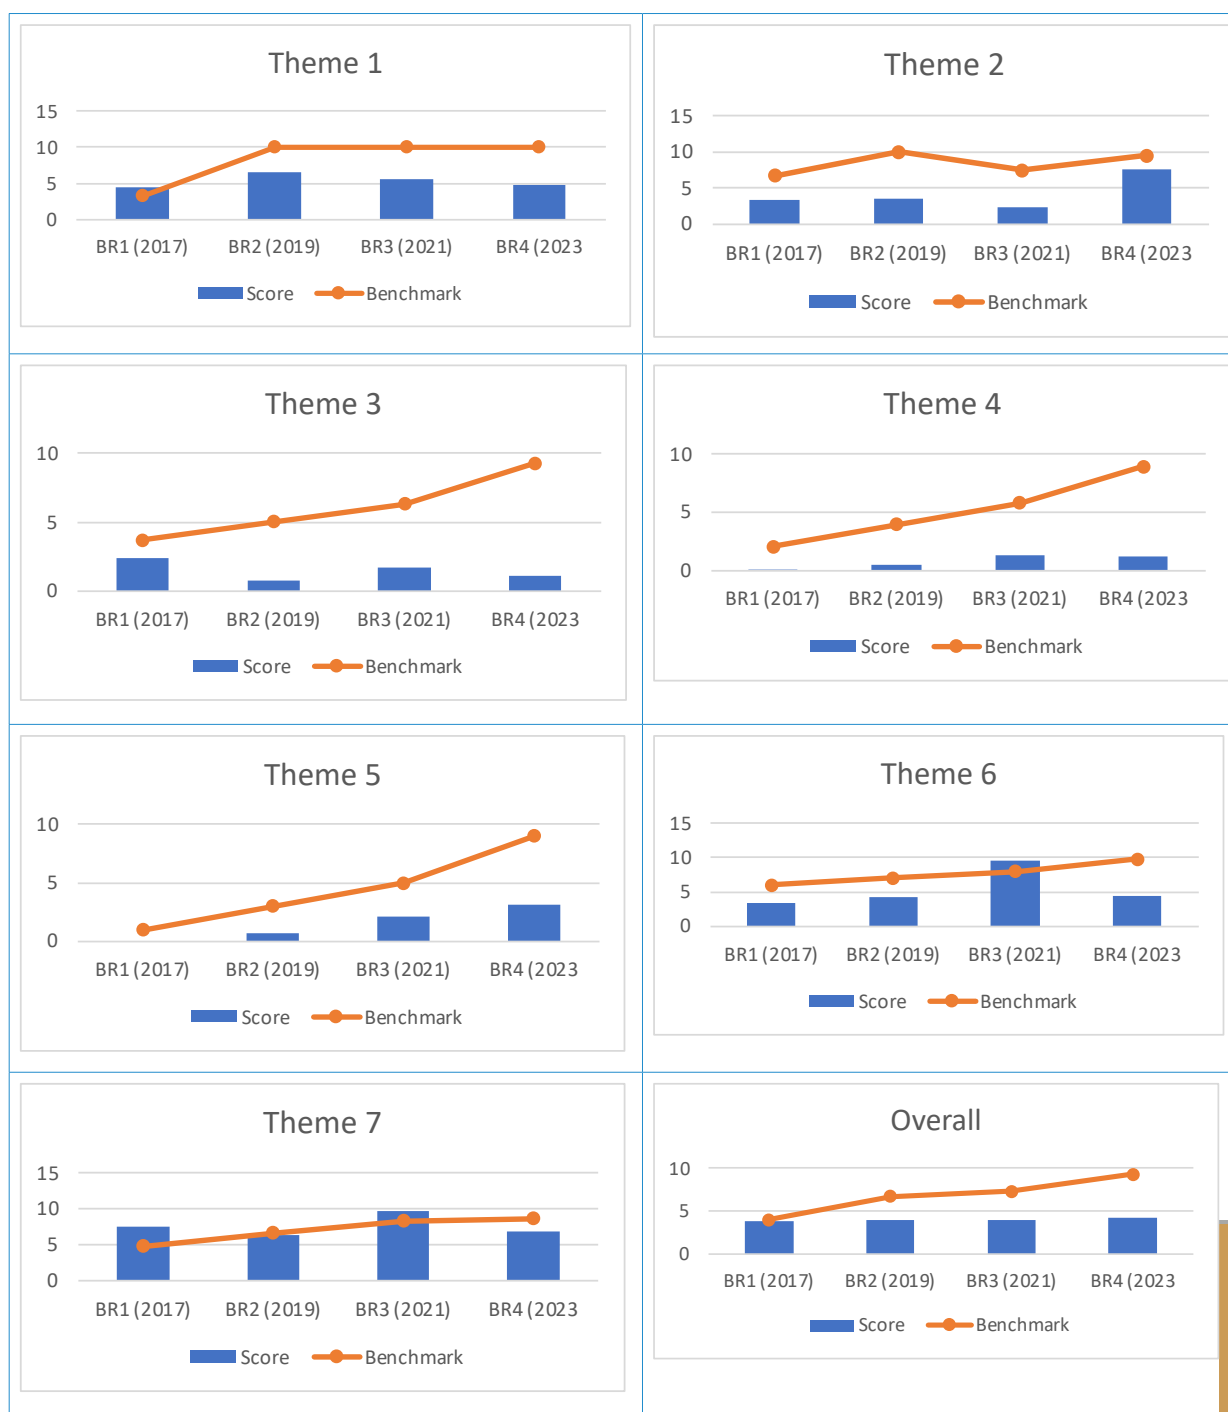 Theme 1
15
10
5
0
BR1 (2017) BR2 (2019) BR3 (2021) BR4 (2023
Score Benchmark
Theme 2
15
10
5
0
BR1 (2017) BR2 (2019) BR3 (2021) BR4 (2023
Score Benchmark
Theme 3
10
5
0
BR1 (2017) BR2 (2019) BR3 (2021) BR4 (2023
Score Benchmark
Theme 4
10
5
0
BR1 (2017) BR2 (2019) BR3 (2021) BR4 (2023
Score Benchmark
Theme 5
10
5
0
BR1 (2017) BR2 (2019) BR3 (2021) BR4 (2023
Score Benchmark
Theme 6
15
10
5
0
BR1 (2017) BR2 (2019) BR3 (2021) BR4 (2023
Score Benchmark
Theme 7
15
10
5
0
BR1 (2017) BR2 (2019) BR3 (2021) BR4 (2023
Score Benchmark
Overall
10
5
0
BR1 (2017) BR2 (2019) BR3 (2021) BR4 (2023
Score Benchmark